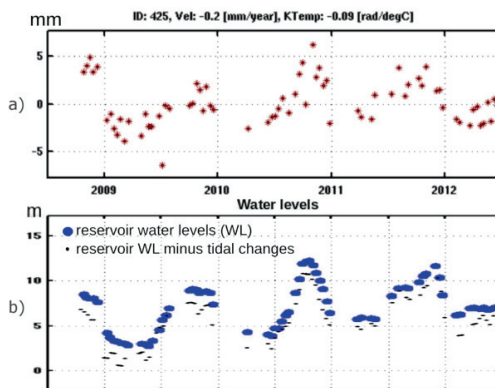 ID: 425, Vel: -0.2 [mm/year], KTemp: -0.09 [rad/degC]
mm
5
a)
0
-5
2009 2010 2011 2012
Water levels
m
15
reservoir water levels (WL)
reservoir WL minus tidal changes
10
b)
5
0